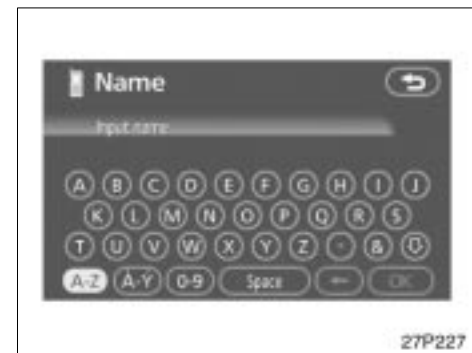 Name
Input name
A B C D E F G H I J
K L M N O P Q R S
T U V W X Y Z - &
A-Z À-Ý 0-9 Space ← OK
27P227